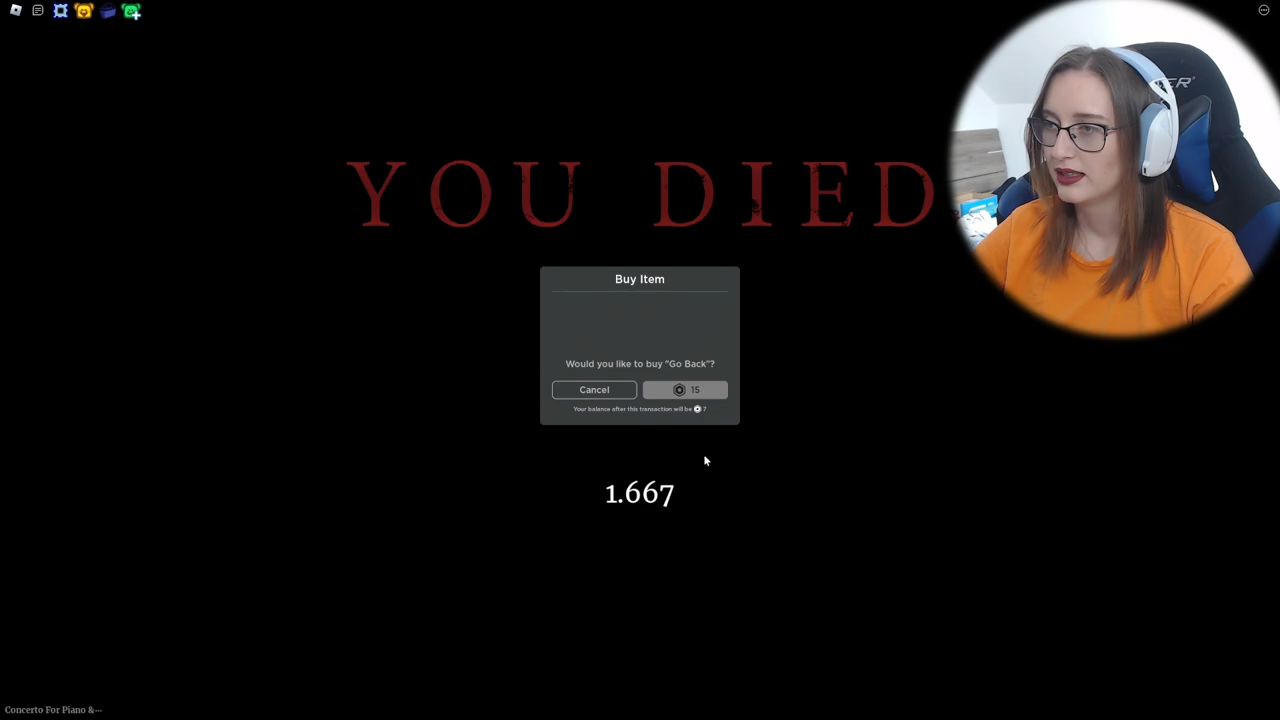 YOU DIED
Buy Item
Would you like to buy "Go Back"?
Cancel
15
Your balance after this transaction will be 7
1.667
Concerto For Piano &···